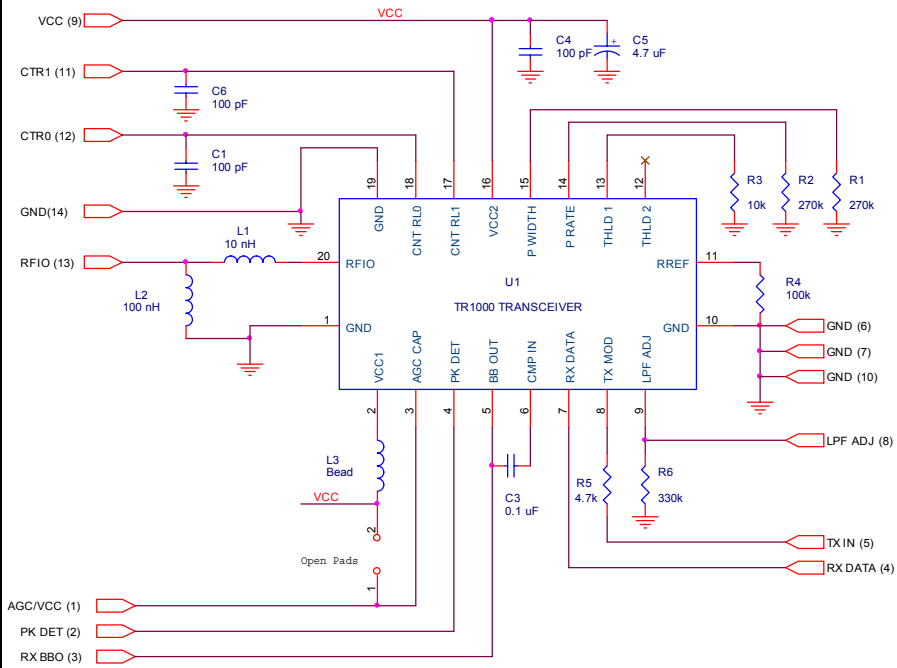 VCC (9)
VCC
C4
100 pF
C5
4.7 uF
+
CTR1 (11)
C6
100 pF
CTR0 (12)
C1
100 pF
GND(14)
19
18
17
16
15
14
13
12
GND
CNT RL0
CNT RL1
VCC2
P WIDTH
P RATE
THLD 1
THLD 2
R3
10k
R2
270k
R1
270k
L1
10 nH
RFIO (13)
20
RFIO
RREF
11
L2
100 nH
U1
TR1000 TRANSCEIVER
R4
100k
1
GND
GND
10
GND (6)
GND (7)
GND (10)
VCC1
AGC CAP
PK DET
BB OUT
CMP IN
RX DATA
TX MOD
LPF ADJ
2
3
4
5
6
7
8
9
LPF ADJ (8)
L3
Bead
VCC
C3
0.1 uF
R5
4.7k
R6
330k
2
Open Pads
1
TX IN (5)
RX DATA (4)
AGC/VCC (1)
PK DET (2)
RX BBO (3)